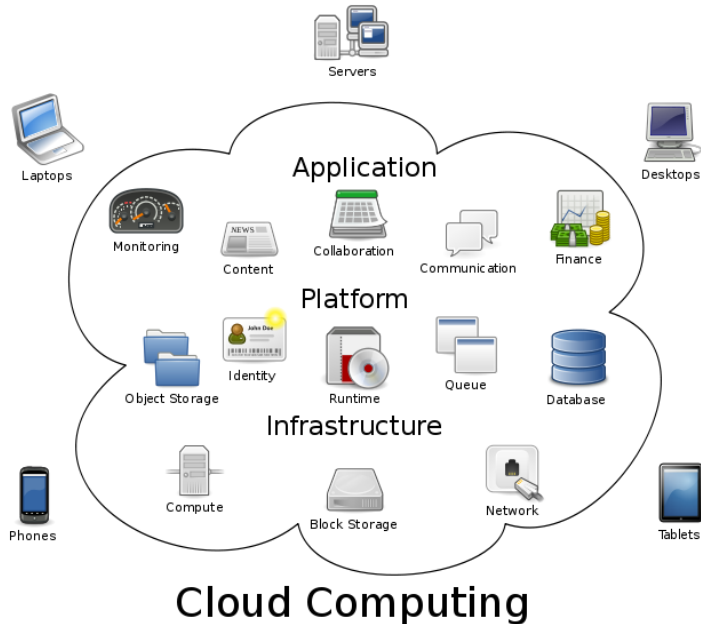 Servers
Laptops
Desktops
Application
Monitoring
NEWS
Content
Collaboration
Communication
Finance
Platform
Object Storage
John Doe
Identity
Runtime
Queue
Database
Infrastructure
Compute
Block Storage
Network
Phones
Tablets
Cloud Computing